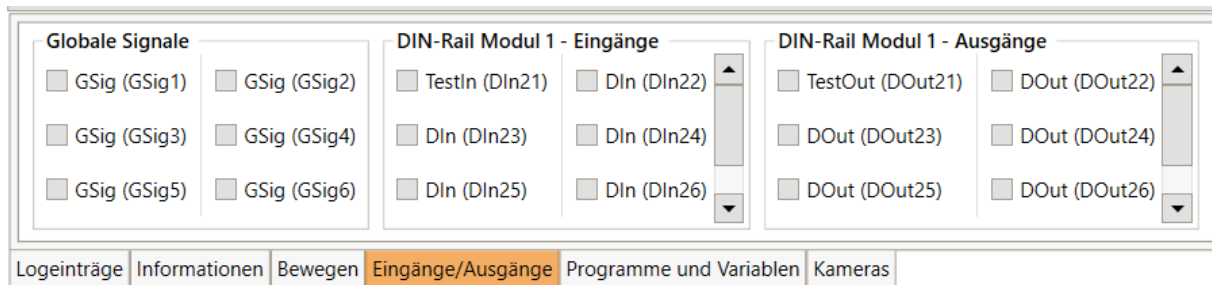 Globale Signale DIN-Rail Modul 1 - Eingänge DIN-Rail Modul 1 - Ausgänge
GSig (GSig1) GSig (GSig2) TestIn (DIn21) DIn (DIn22) TestOut (DOut21) DOut (DOut22)
GSig (GSig3) GSig (GSig4) DIn (DIn23) DIn (DIn24) DOut (DOut23) DOut (DOut24)
GSig (GSig5) GSig (GSig6) DIn (DIn25) DIn (DIn26) DOut (DOut25) DOut (DOut26)
Logeinträge Informationen Bewegen Eingänge/Ausgänge Programme und Variablen Kameras